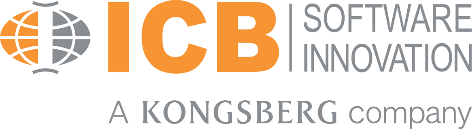 ICB SOFTWARE
INNOVATION
A KONGSBERG company